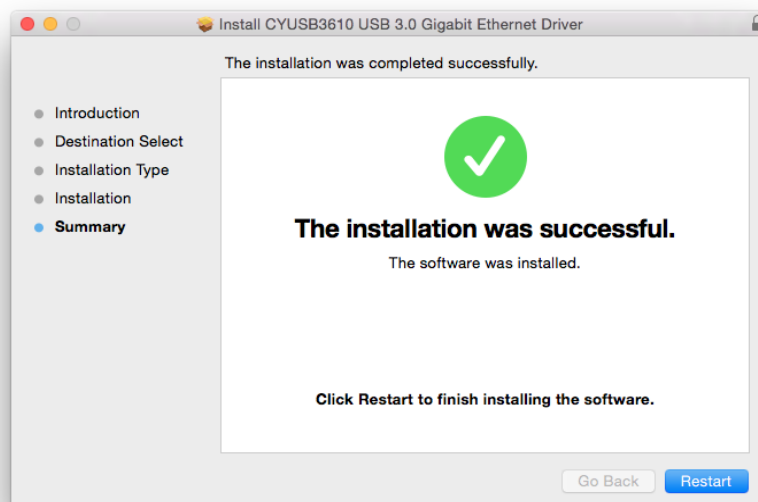 Install CYUSB3610 USB 3.0 Gigabit Ethernet Driver
The installation was completed successfully.
Introduction
Destination Select
Installation Type
Installation
Summary
The installation was successful.
The software was installed.
Click Restart to finish installing the software.
Go Back
Restart